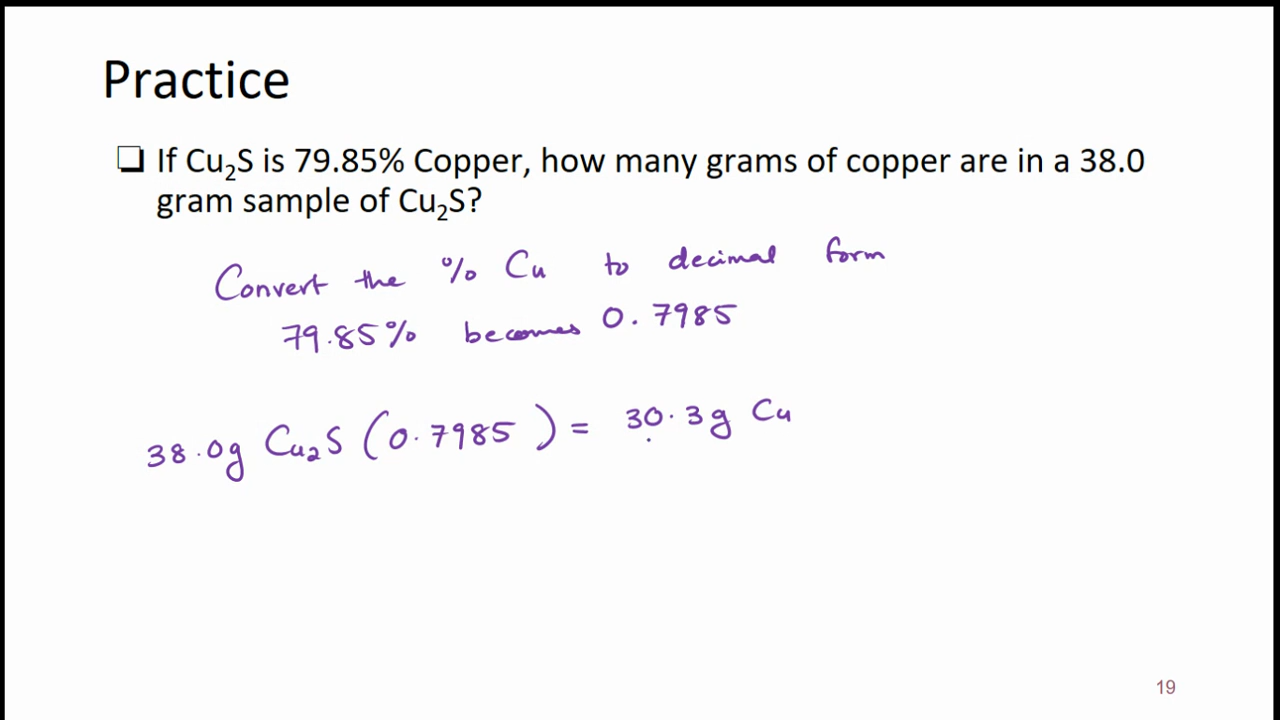 Practice
❑ If Cu₂S is 79.85% Copper, how many grams of copper are in a 38.0
gram sample of Cu₂S?
Convert the % Cu to decimal form
79.85% becomes 0.7985
38.0g Cu₂S (0.7985) = 30.3g Cu
19